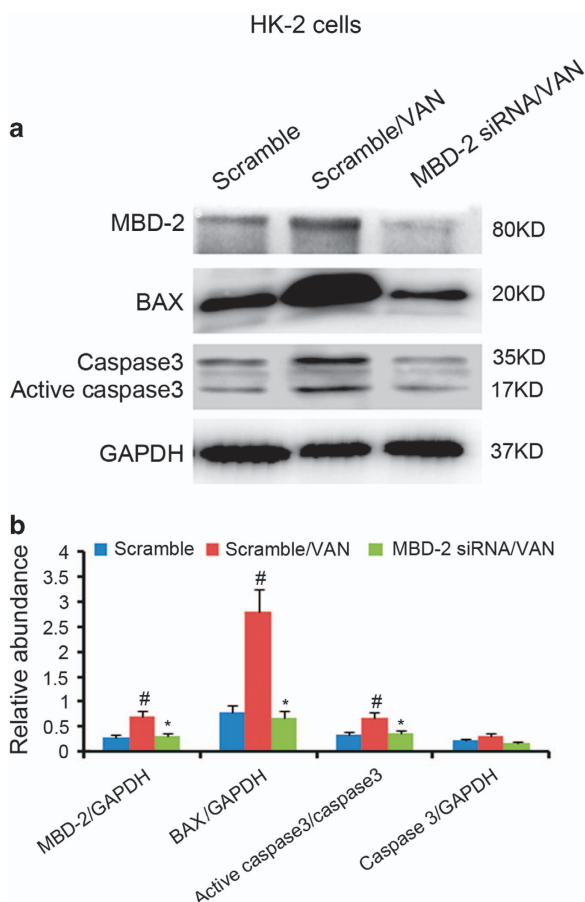 HK-2 cells
a
Scramble
Scramble/VAN
MBD-2 siRNA/VAN
MBD-2 80KD
BAX 20KD
Caspase3 35KD
Active caspase3 17KD
GAPDH 37KD
b
Scramble Scramble/VAN MBD-2 siRNA/VAN
Relative abundance
4
3.5
3
2.5
2
1.5
1
0.5
0
# * # * # *
MBD-2/GAPDH
BAX/GAPDH
Active caspase3/caspase3
Caspase 3/GAPDH